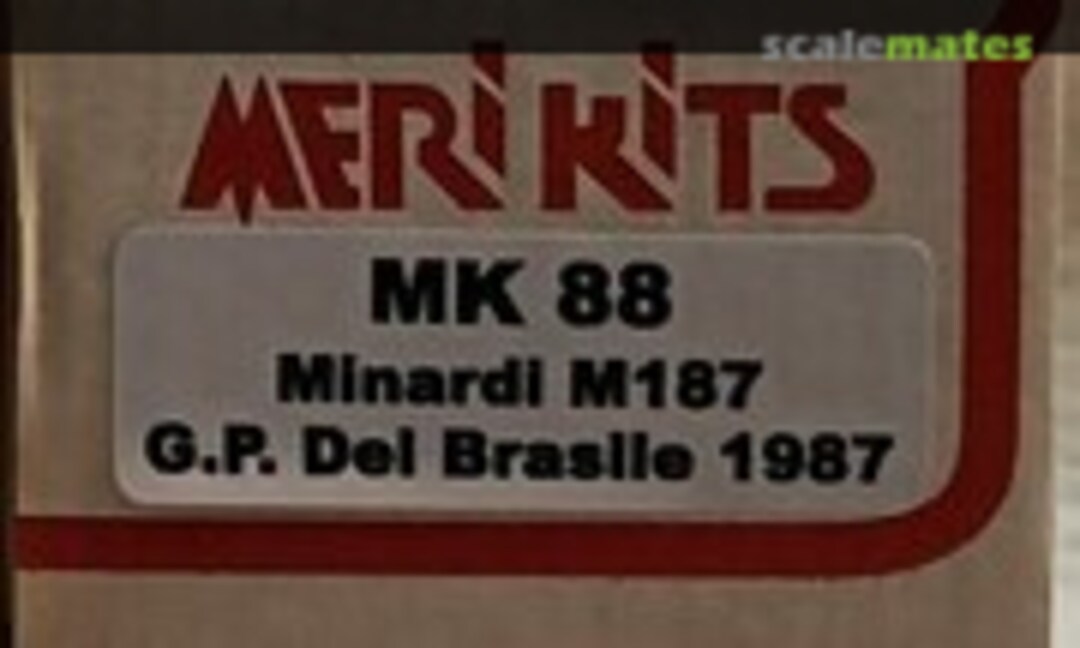 scalemates
MERI KITS
MK 88
Minardi M187
G.P. Del Brasile 1987